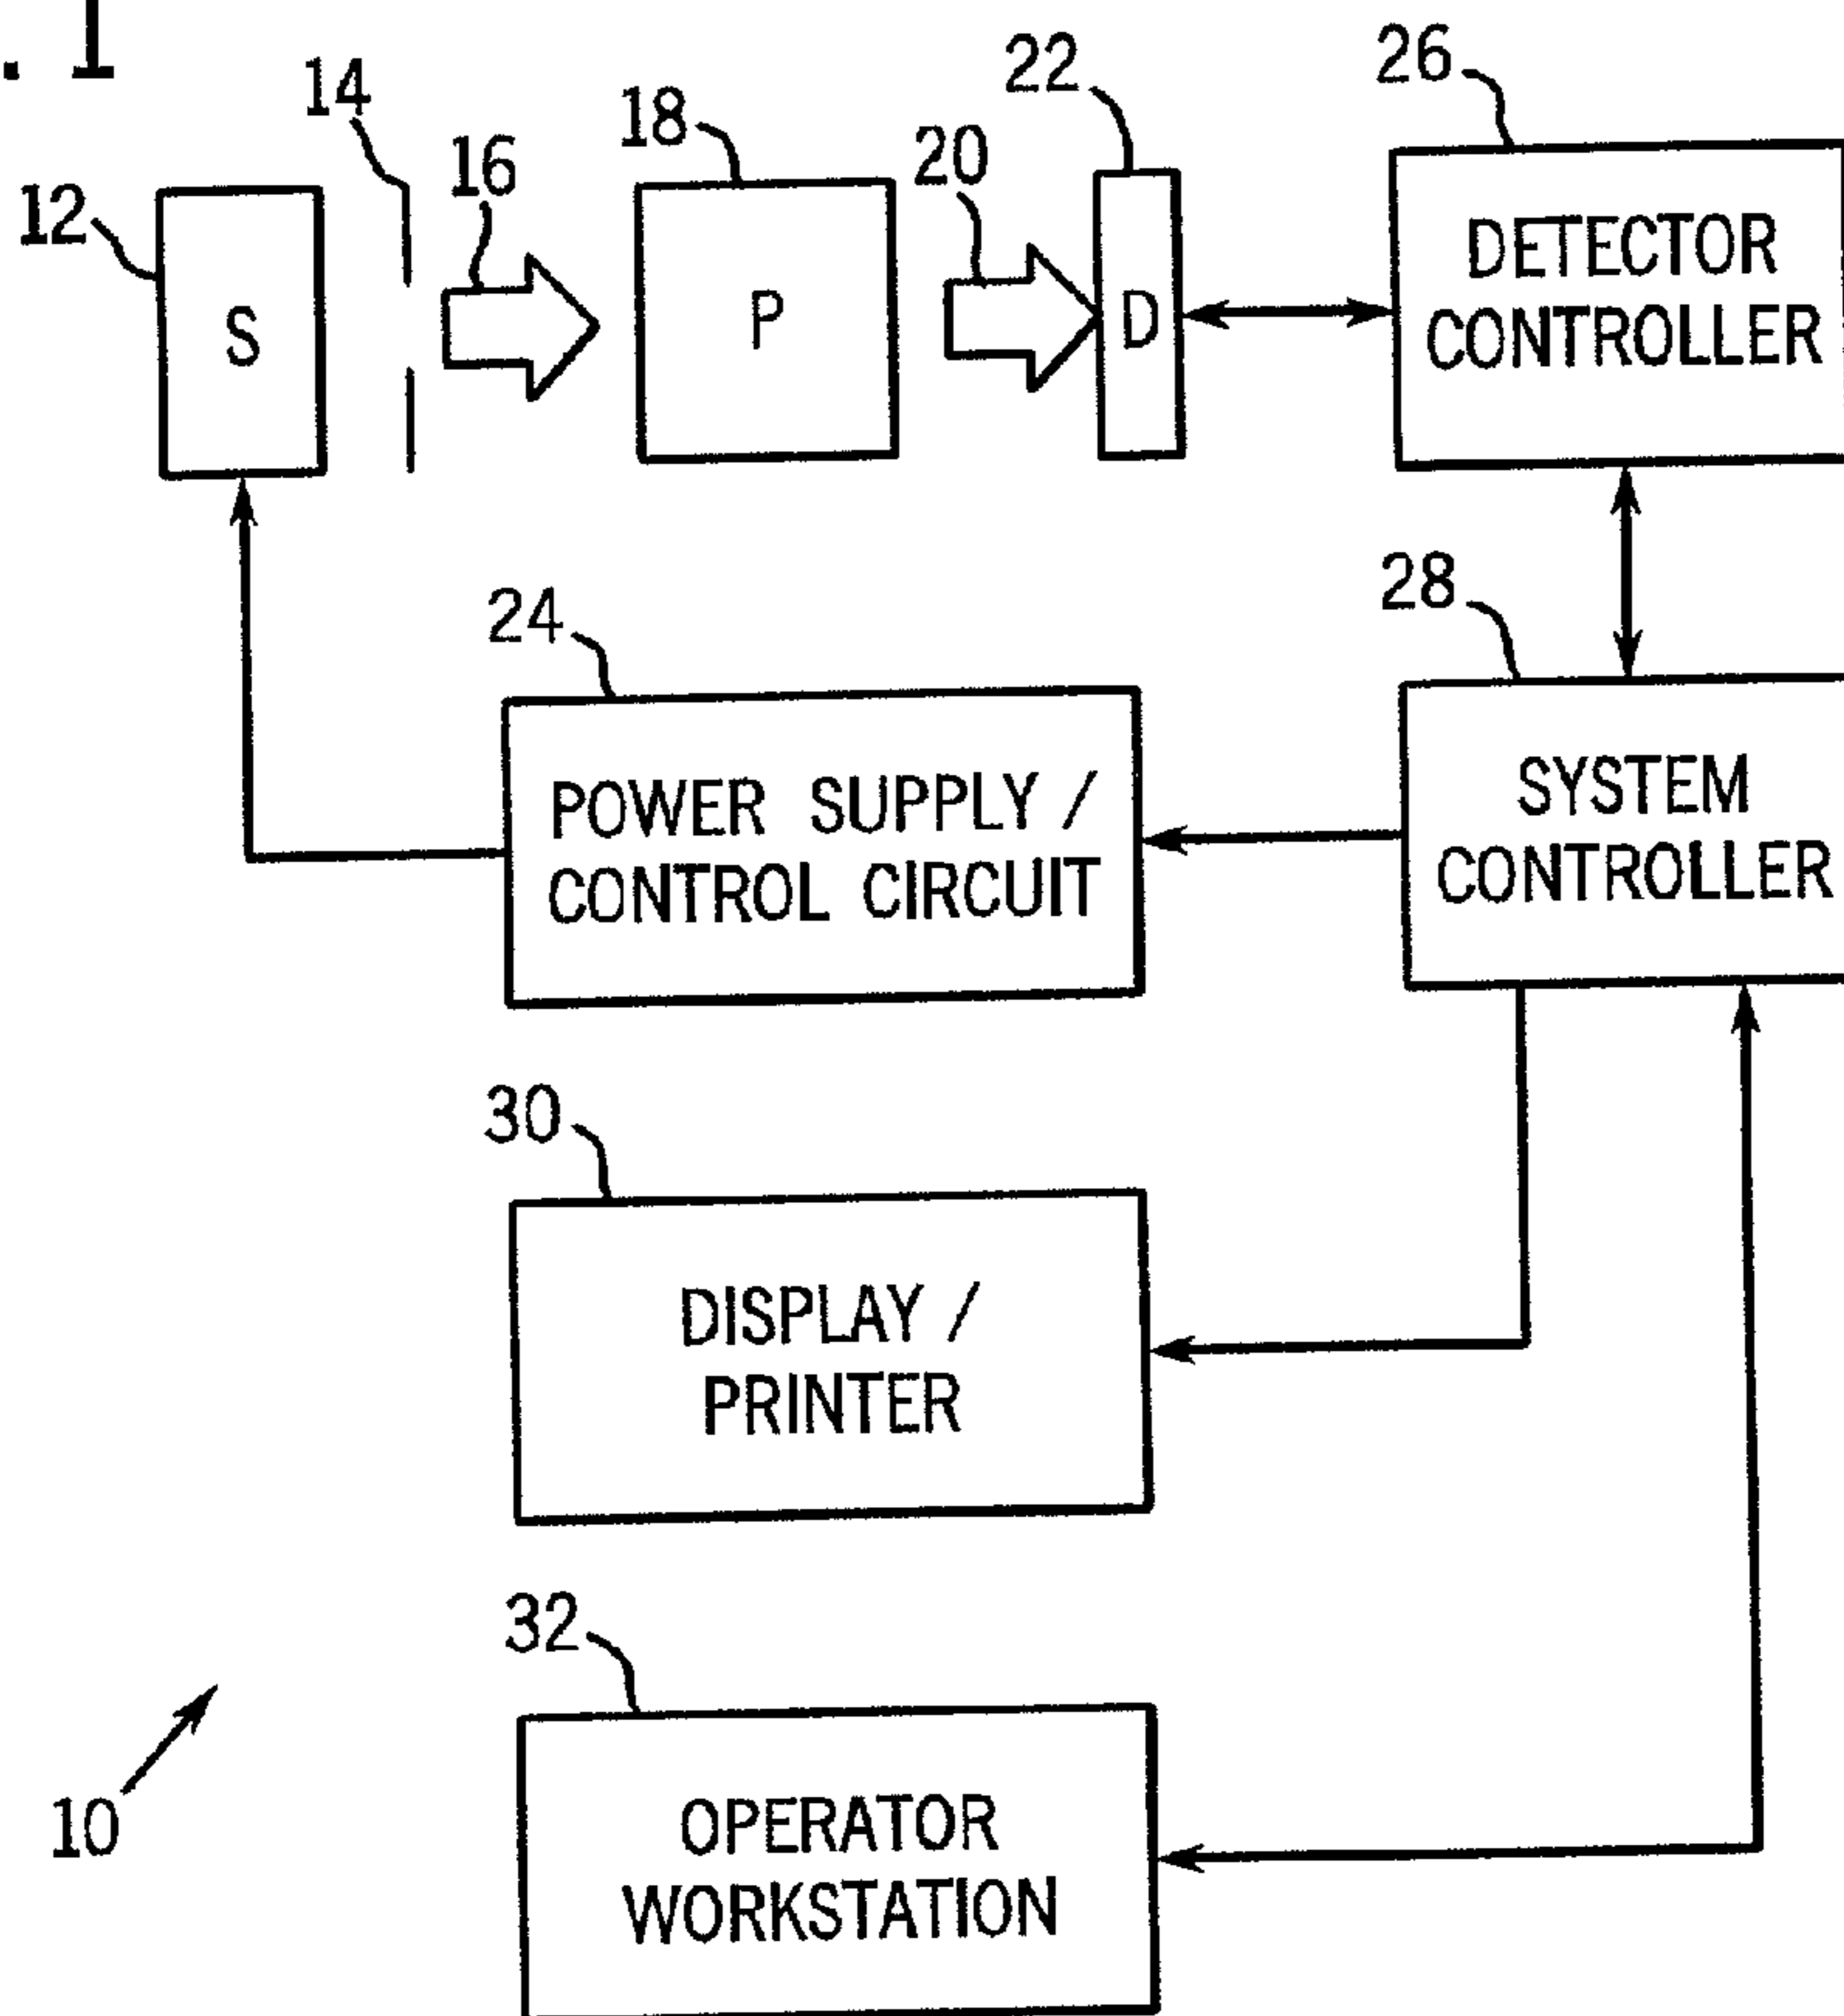 . 1
14
22
26
18
16
20
12
DETECTOR
CONTROLLER
S
P
D
28
24
SYSTEM
CONTROLLER
POWER SUPPLY /
CONTROL CIRCUIT
30
DISPLAY /
PRINTER
32
10
OPERATOR
WORKSTATION